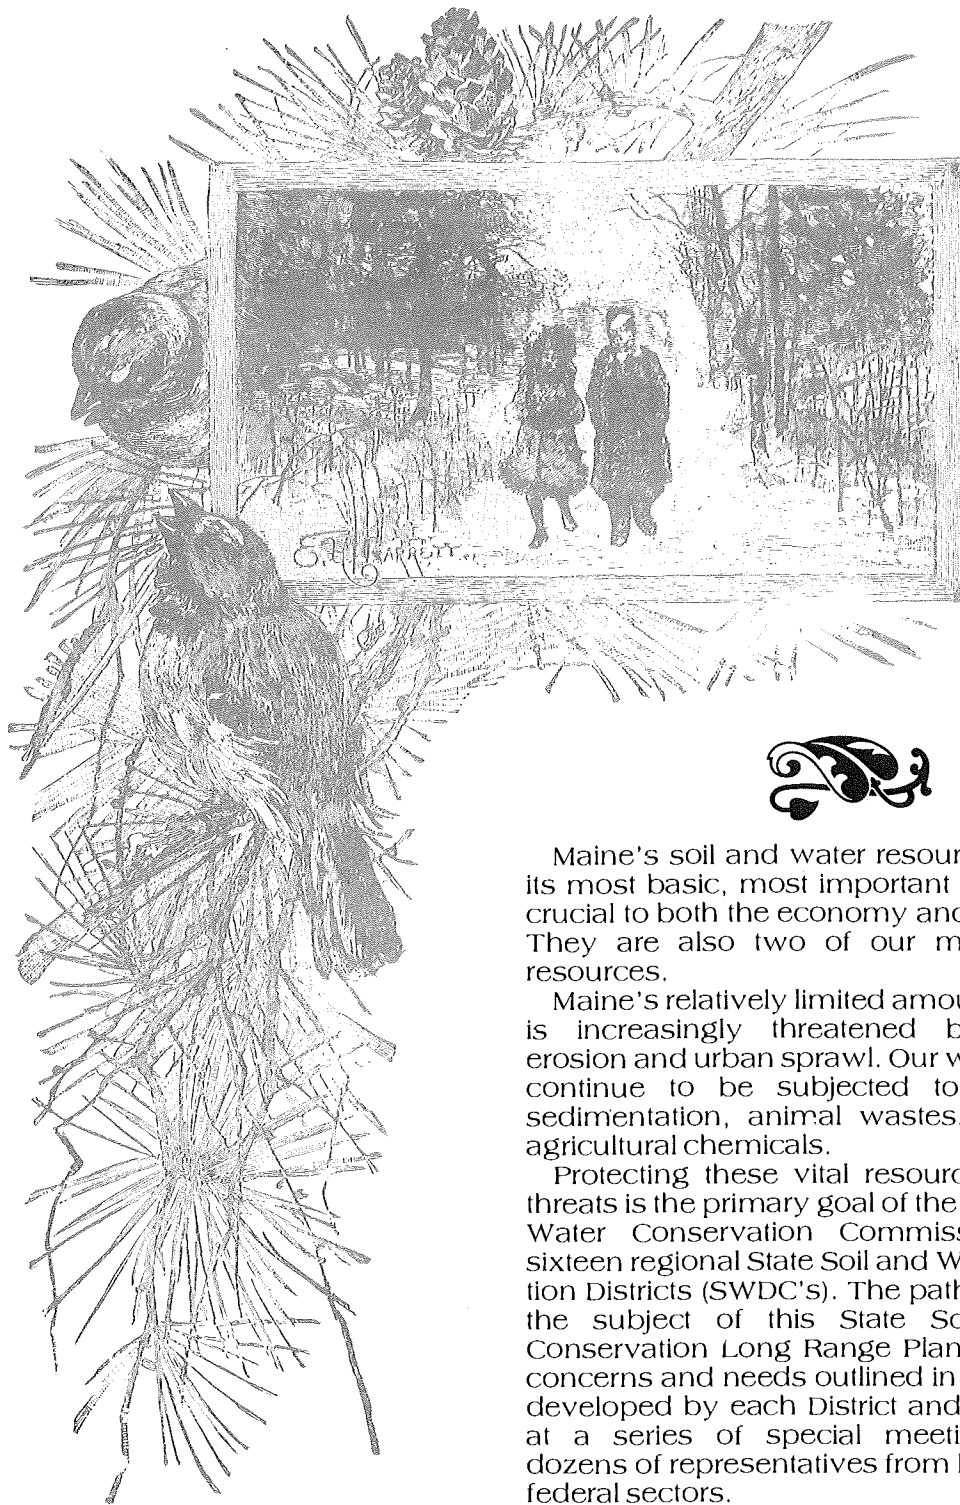 E. H. GARRETT
Maine's soil and water resour
its most basic, most important
crucial to both the economy and
They are also two of our m
resources.
Maine's relatively limited amou
is increasingly threatened b
erosion and urban sprawl. Our w
continue to be subjected to
sedimentation, animal wastes,
agricultural chemicals.
Protecting these vital resourc
threats is the primary goal of the
Water Conservation Commiss
sixteen regional State Soil and W
tion Districts (SWDC's). The path
the subject of this State So
Conservation Long Range Plan
concerns and needs outlined in
developed by each District and
at a series of special meeti
dozens of representatives from l
federal sectors.